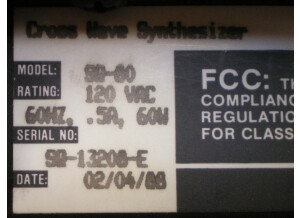 Cross Wave Synthesizer
MODEL: SQ-80
RATING: 120 VAC
60HZ, .5A, 60W
SERIAL NO:
SQ-13208-E
DATE: 02/04/88
FCC: TH
COMPLIANC
REGULATIO
FOR CLASS